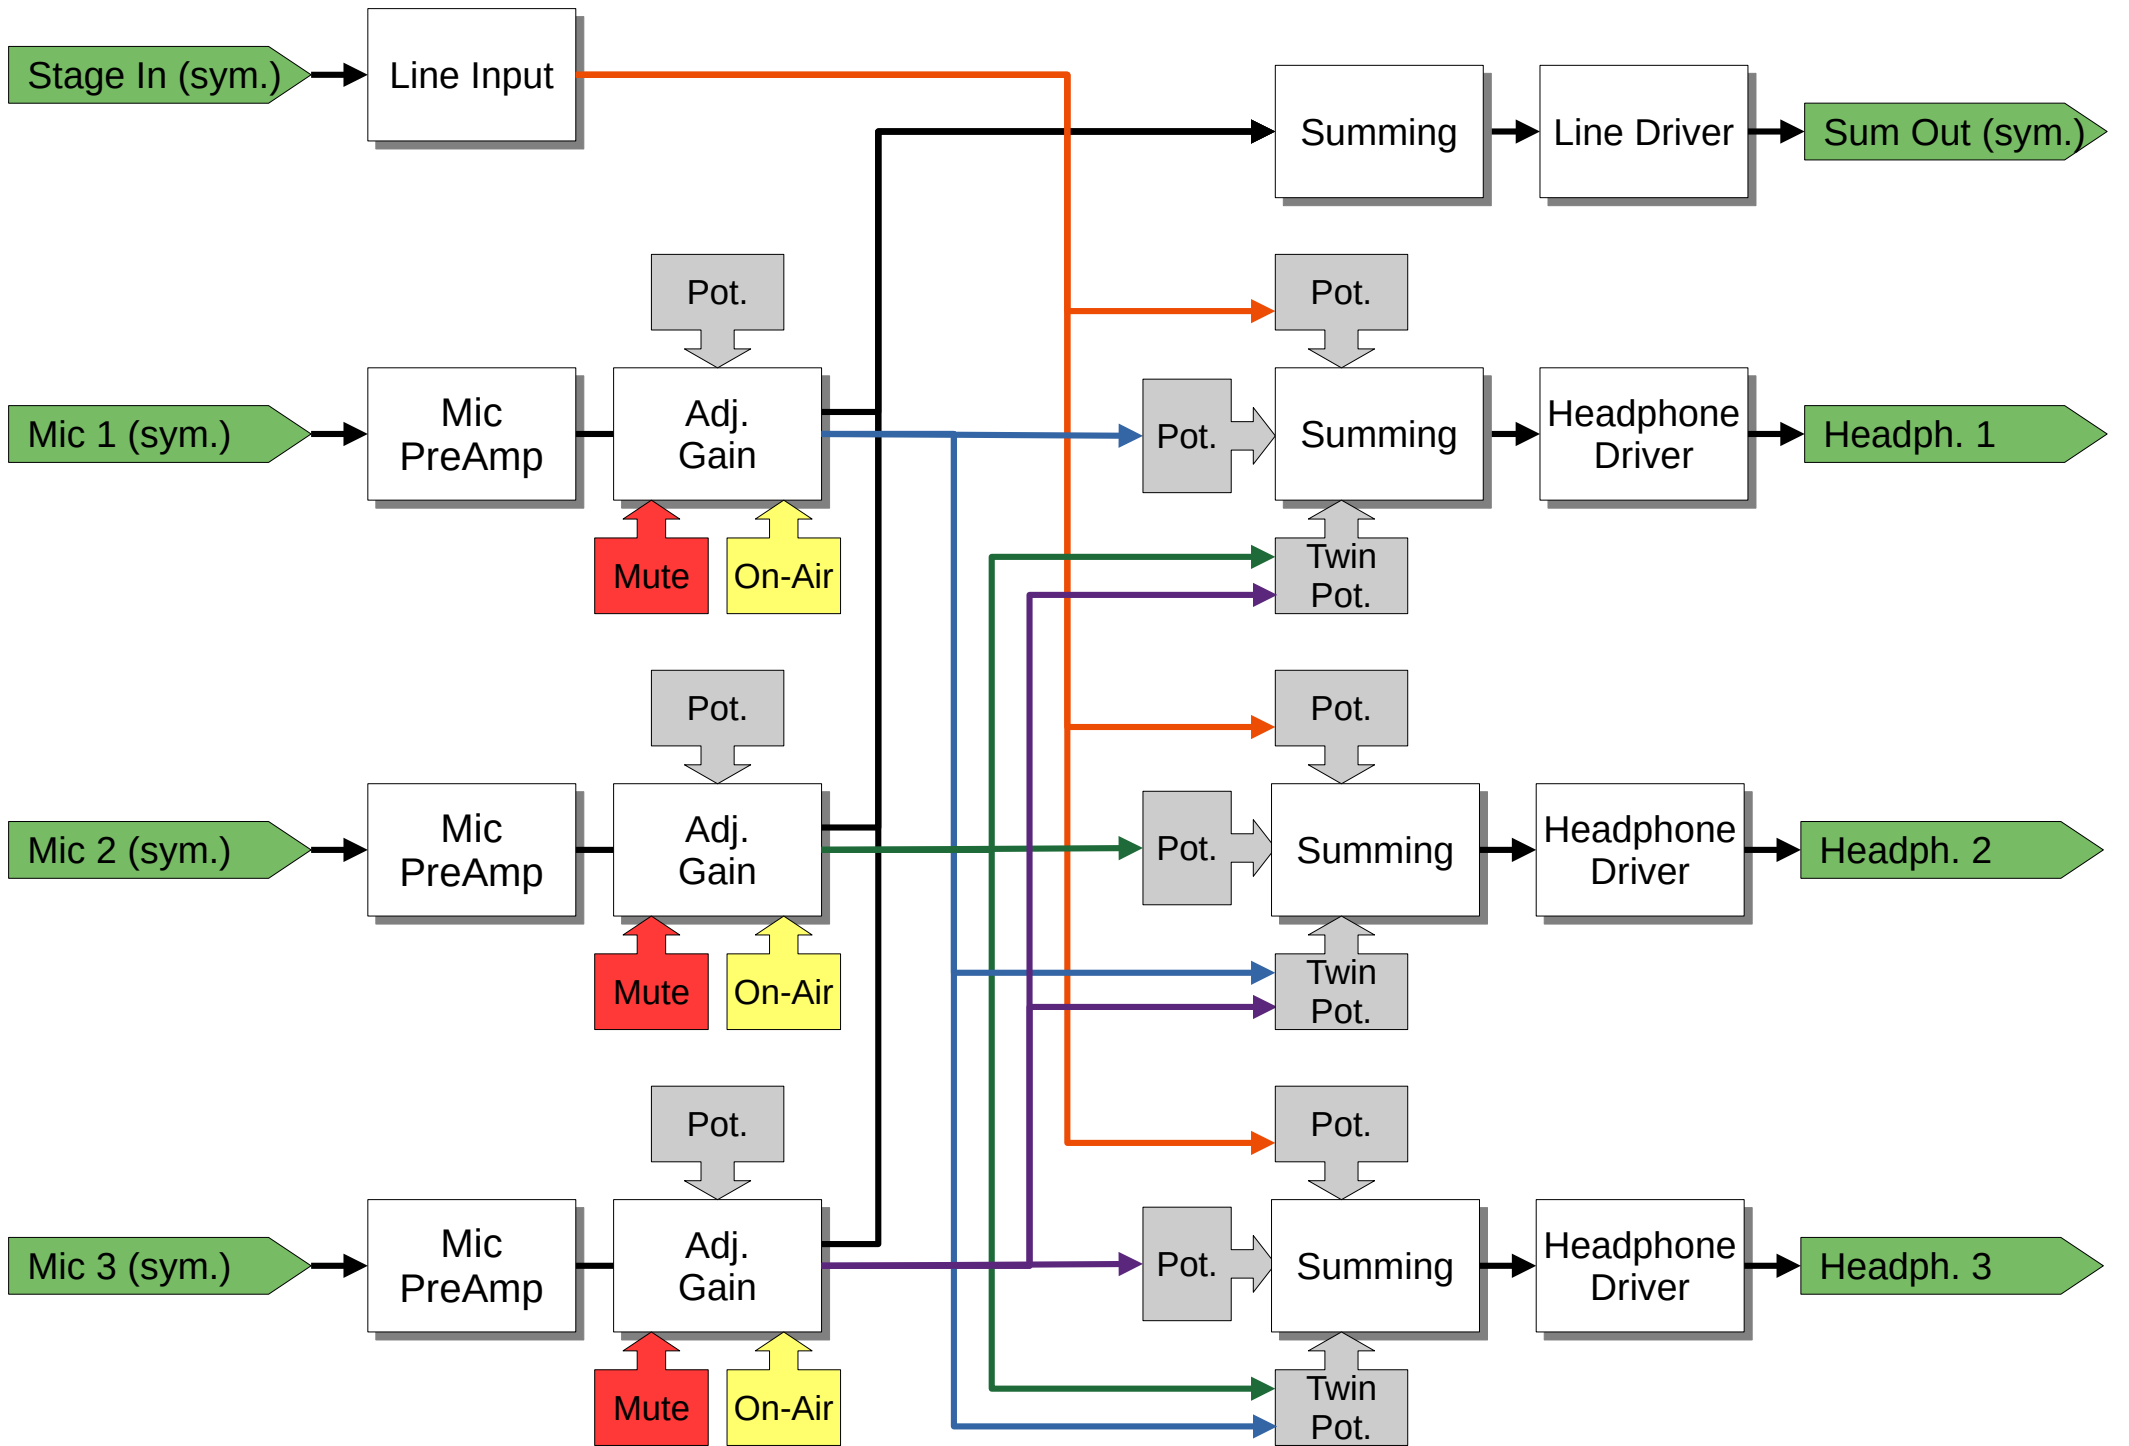 Stage In (sym.)
Line Input
Summing
Line Driver
Sum Out (sym.)
Pot.
Pot.
Mic 1 (sym.)
Mic
PreAmp
Adj.
Gain
Pot.
Summing
Headphone
Driver
Headph. 1
Mute
On-Air
Twin
Pot.
Pot.
Pot.
Mic 2 (sym.)
Mic
PreAmp
Adj.
Gain
Pot.
Summing
Headphone
Driver
Headph. 2
Mute
On-Air
Twin
Pot.
Pot.
Pot.
Mic 3 (sym.)
Mic
PreAmp
Adj.
Gain
Pot.
Summing
Headphone
Driver
Headph. 3
Mute
On-Air
Twin
Pot.